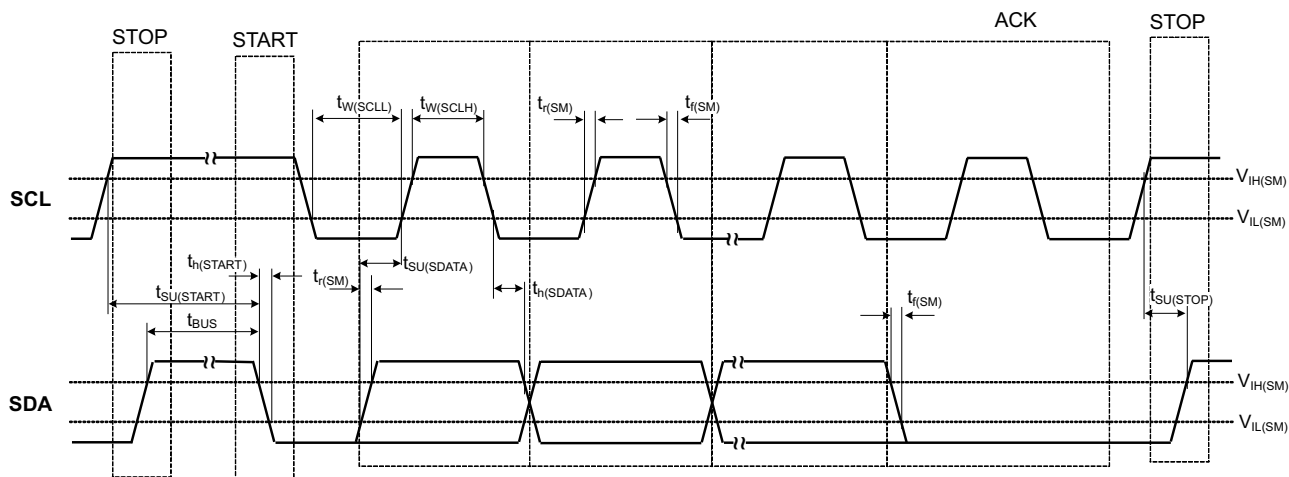 ACK
STOP
START
STOP
tW(SCLL)
tW(SCLH)
tr(SM)
tf(SM)
SCL
VIH(SM)
VIL(SM)
th(START)
tSU(START)
tBUS
tr(SM)
tSU(SDATA)
th(SDATA)
tf(SM)
tSU(STOP)
SDA
VIH(SM)
VIL(SM)